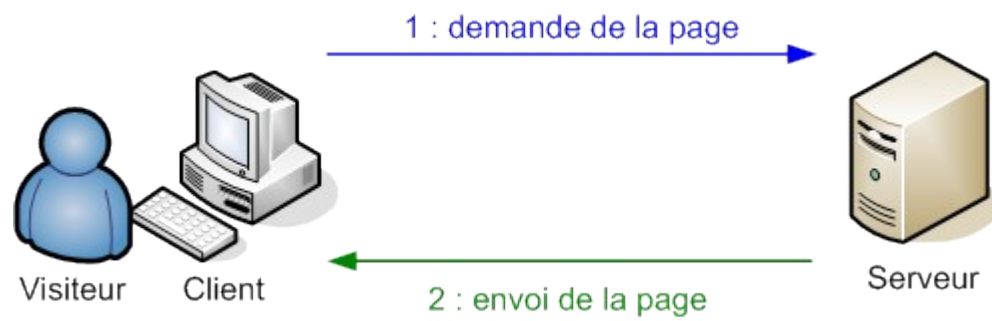 1 : demande de la page
Visiteur
Client
Serveur
2 : envoi de la page